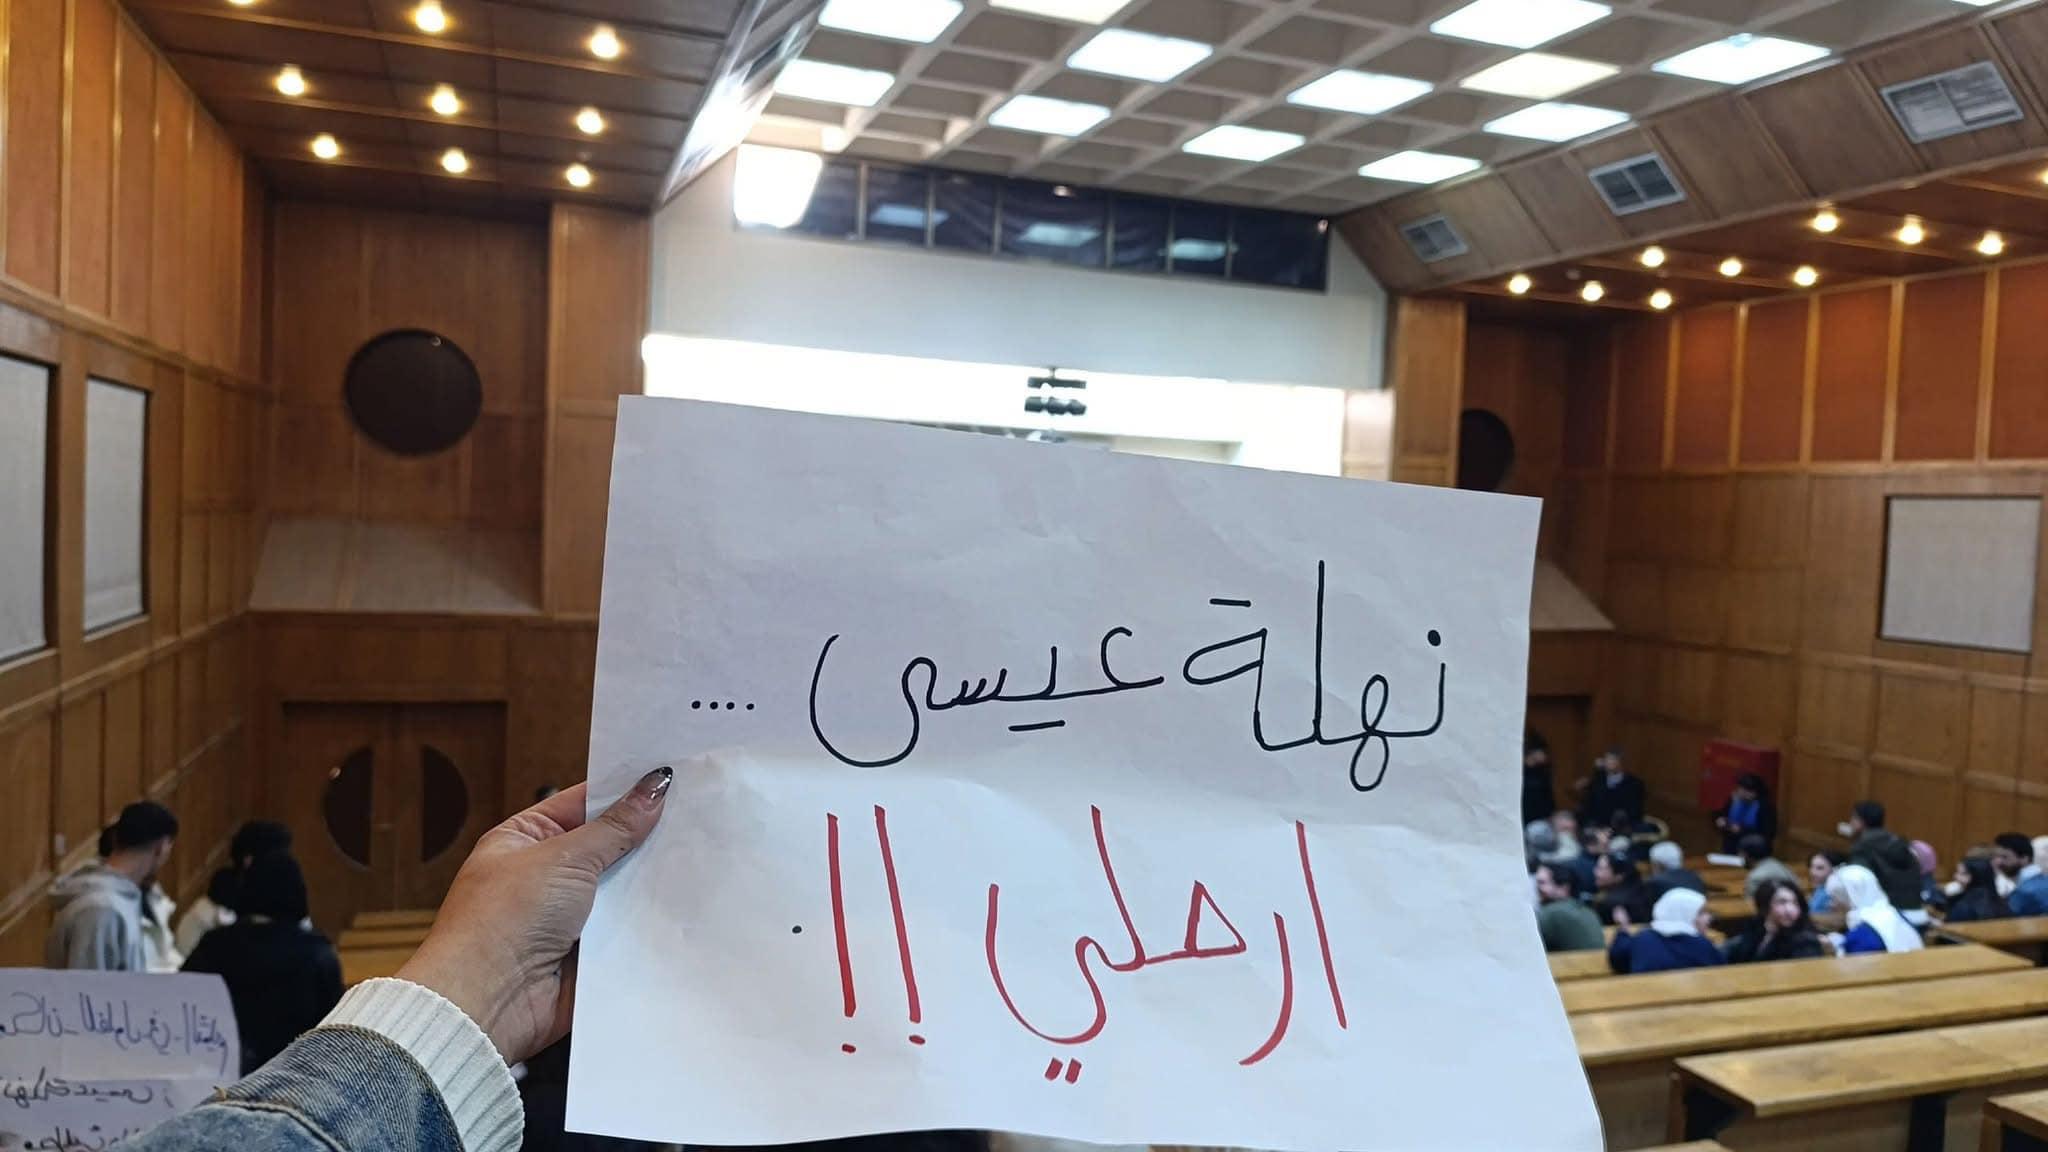 نهلة عيسى ....
ارحلي !!